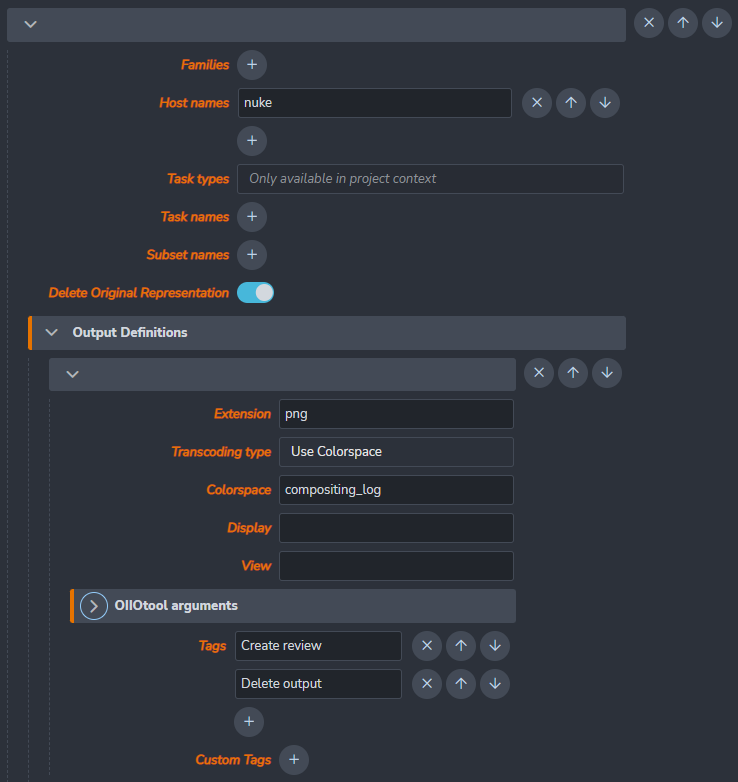 Families
Host names nuke
Task types Only available in project context
Task names
Subset names
Delete Original Representation
Output Definitions
Extension png
Transcoding type Use Colorspace
Colorspace compositing_log
Display
View
OIIOtool arguments
Tags Create review
Delete output
Custom Tags